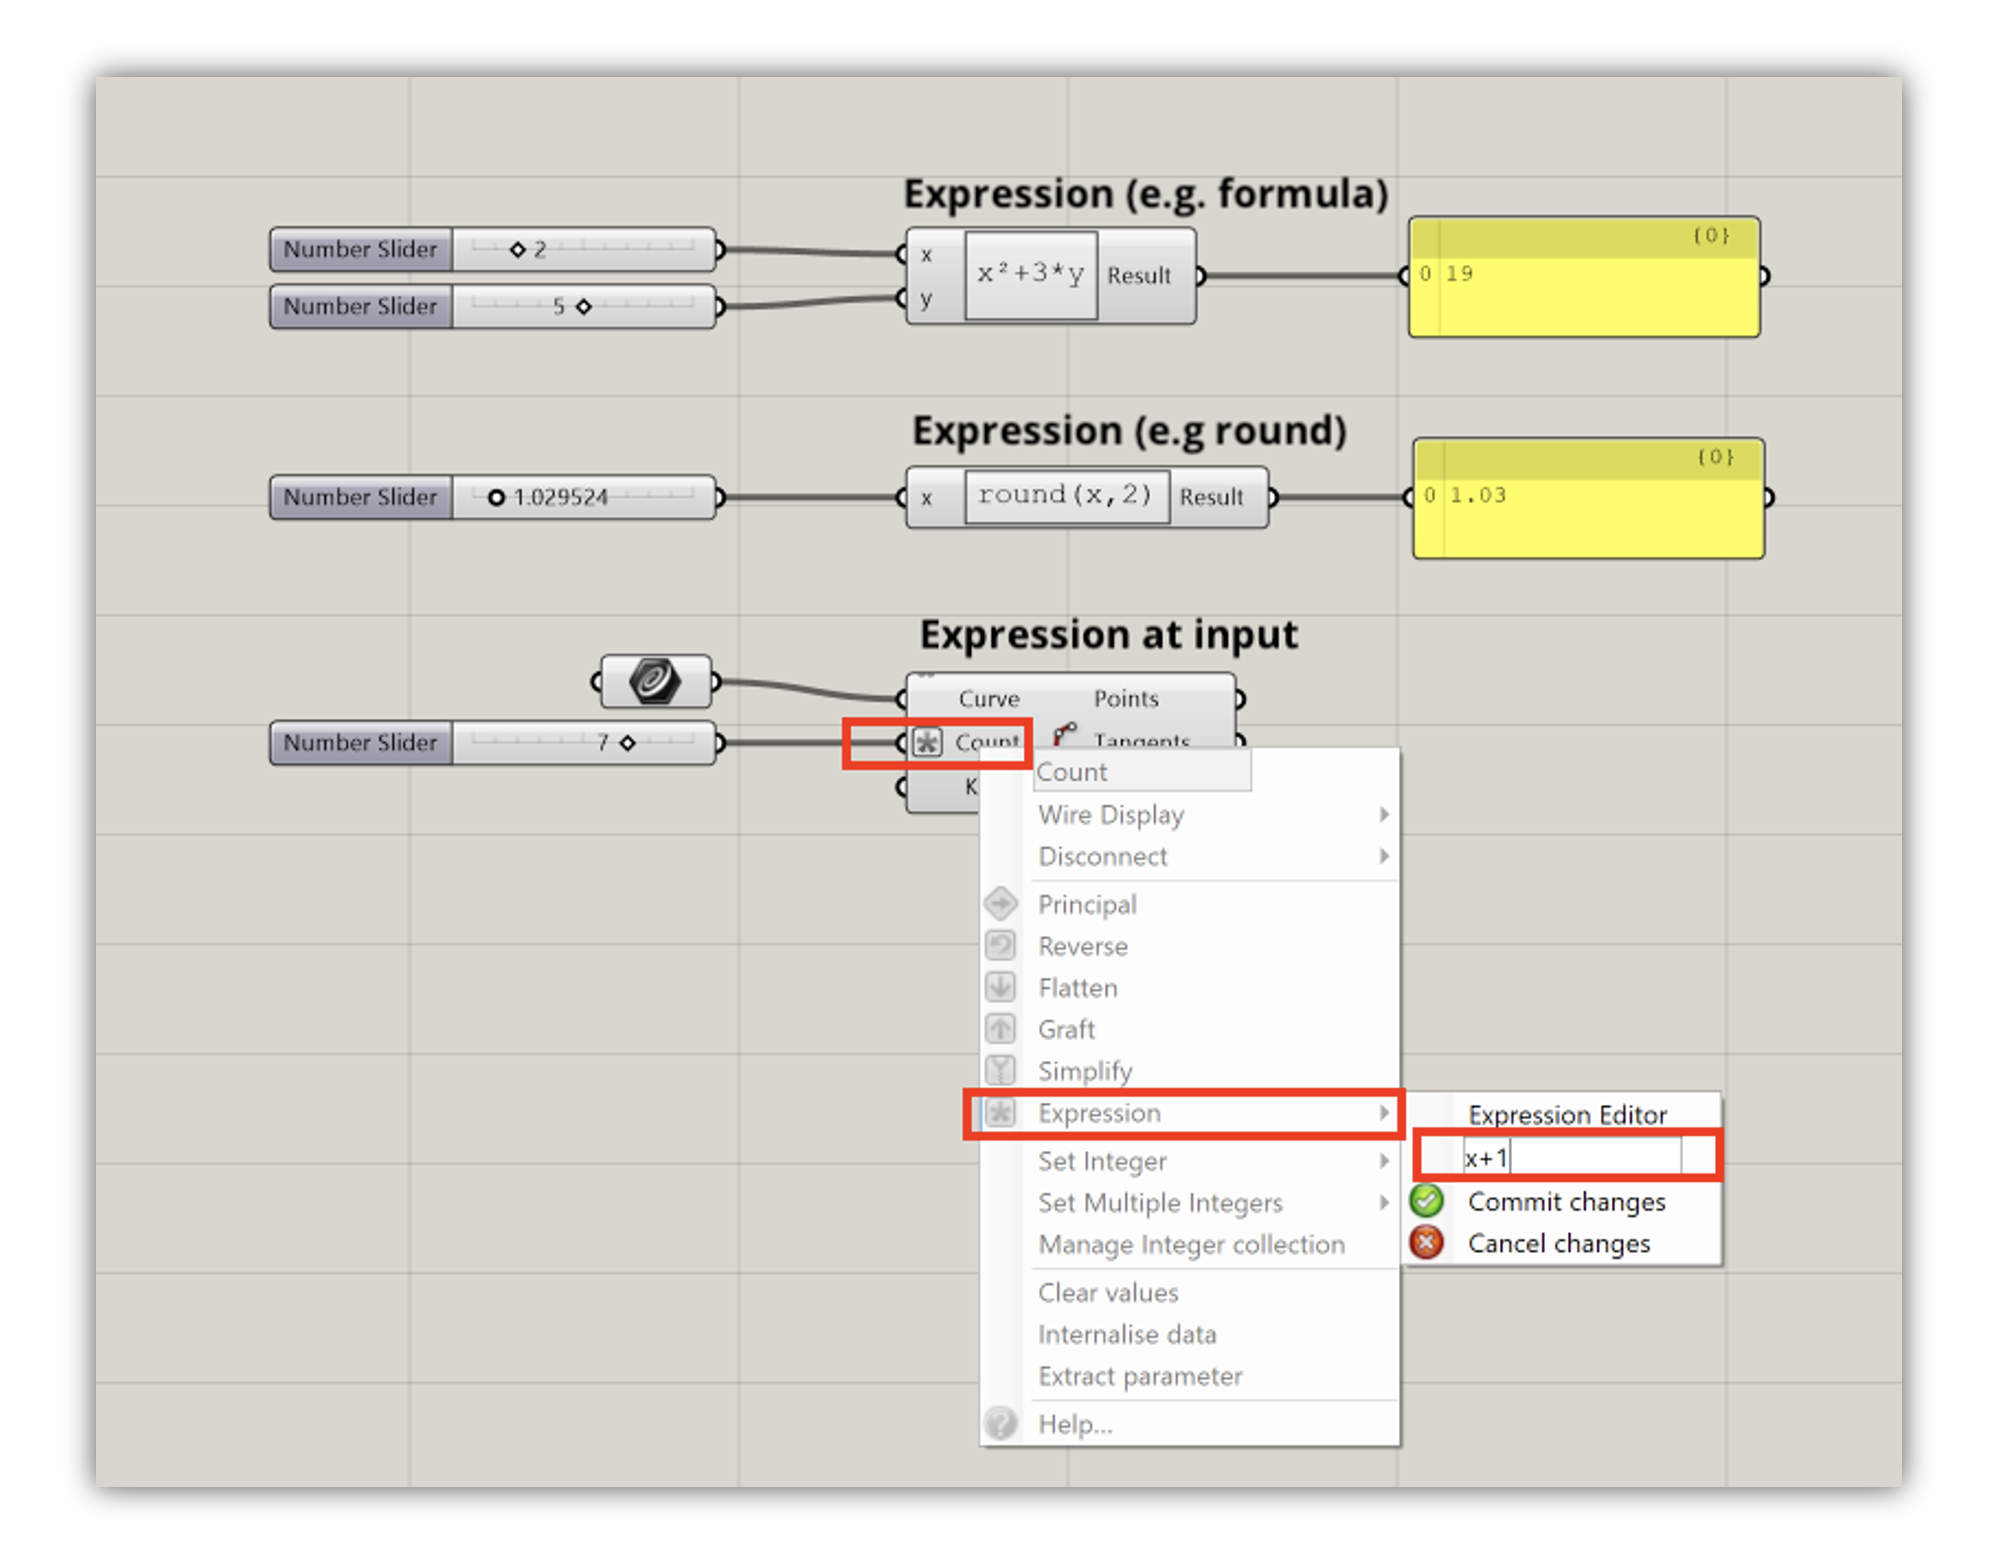 Expression (e.g. formula)
Number Slider 2
Number Slider 5
x
y
x²+3*y
Result
{0}
0 19
Expression (e.g round)
Number Slider 1.029524
x
round(x,2)
Result
{0}
0 1.03
Expression at input
Curve
Points
Number Slider 7
Count
Tangents
K
Count
Wire Display
Disconnect
Principal
Reverse
Flatten
Graft
Simplify
Expression
Set Integer
Set Multiple Integers
Manage Integer collection
Clear values
Internalise data
Extract parameter
Help...
Expression Editor
x+1
Commit changes
Cancel changes